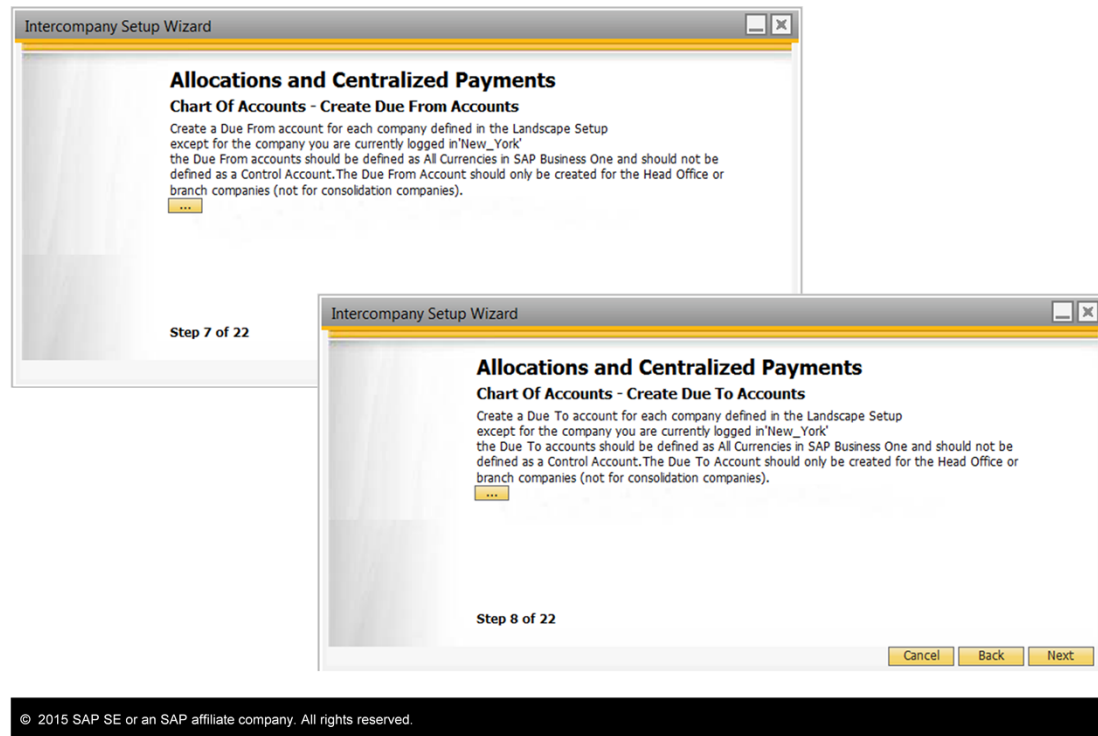 Intercompany Setup Wizard
Allocations and Centralized Payments
Chart Of Accounts - Create Due From Accounts
Create a Due From account for each company defined in the Landscape Setup
except for the company you are currently logged in'New_York'
the Due From accounts should be defined as All Currencies in SAP Business One and should not be
defined as a Control Account.The Due From Account should only be created for the Head Office or
branch companies (not for consolidation companies).
...
Step 7 of 22
Intercompany Setup Wizard
Allocations and Centralized Payments
Chart Of Accounts - Create Due To Accounts
Create a Due To account for each company defined in the Landscape Setup
except for the company you are currently logged in'New_York'
the Due To accounts should be defined as All Currencies in SAP Business One and should not be
defined as a Control Account.The Due To Account should only be created for the Head Office or
branch companies (not for consolidation companies).
...
Step 8 of 22
Cancel Back Next
© 2015 SAP SE or an SAP affiliate company. All rights reserved.